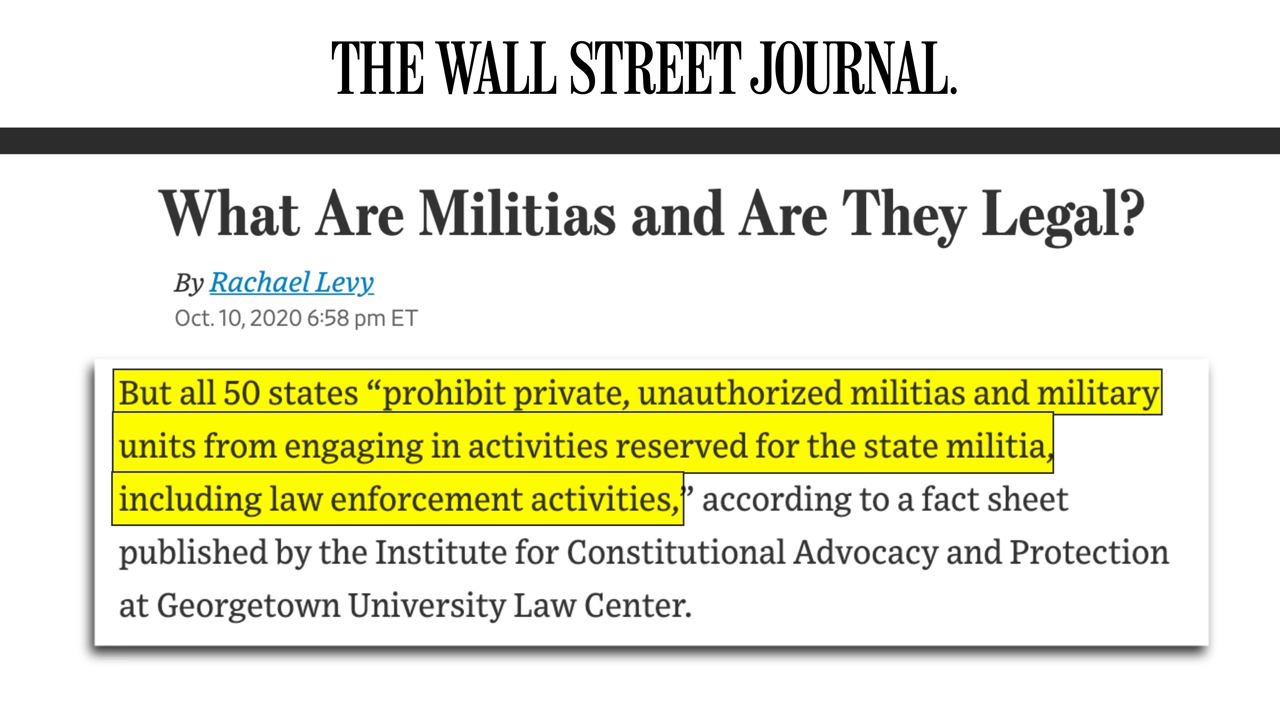 THE WALL STREET JOURNAL.
What Are Militias and Are They Legal?
By Rachael Levy
Oct. 10, 2020 6:58 pm ET
But all 50 states “prohibit private, unauthorized militias and military
units from engaging in activities reserved for the state militia,
including law enforcement activities,” according to a fact sheet
published by the Institute for Constitutional Advocacy and Protection
at Georgetown University Law Center.